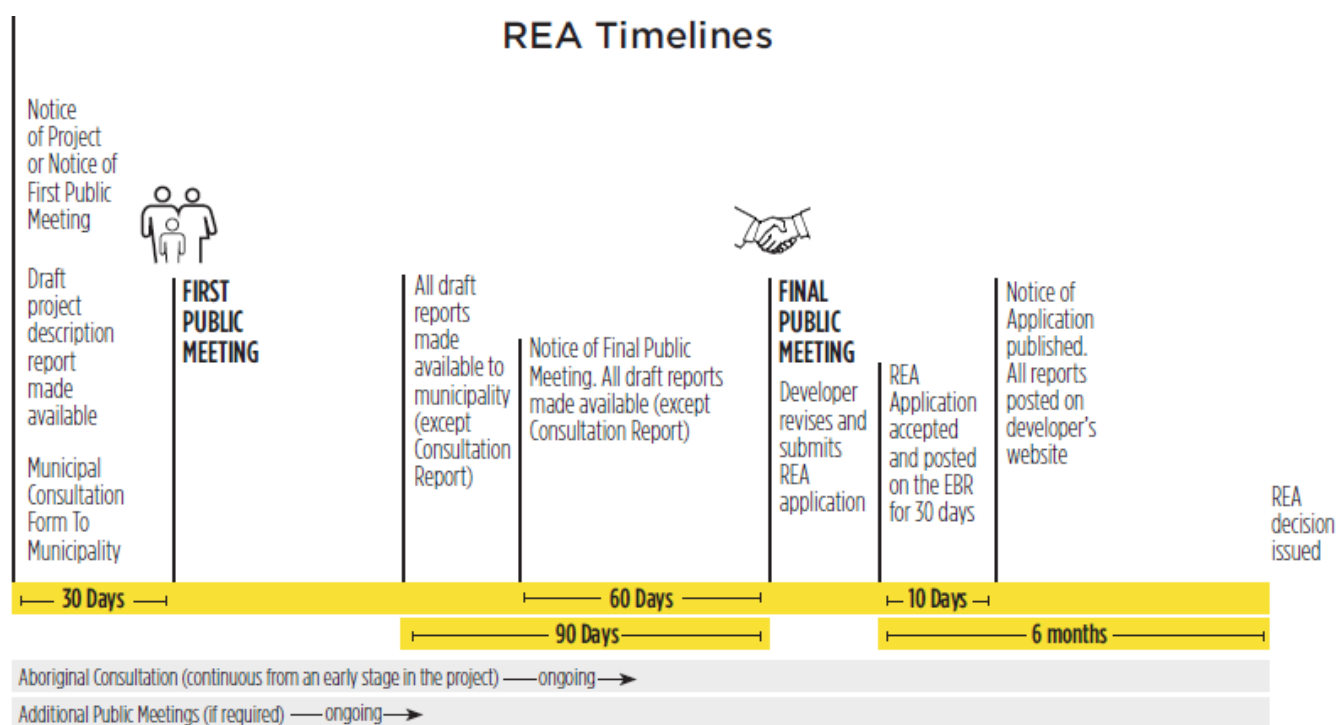 REA Timelines
Notice
of Project
or Notice of
First Public
Meeting
Draft
project
description
report
made
available
Municipal
Consultation
Form To
Municipality
FIRST
PUBLIC
MEETING
All draft
reports
made
available to
municipality
(except
Consultation
Report)
Notice of Final Public
Meeting. All draft reports
made available (except
Consultation Report)
FINAL
PUBLIC
MEETING
Developer
revises and
submits
REA
application
REA
Application
accepted
and posted
on the EBR
for 30 days
Notice of
Application
published.
All reports
posted on
developer's
website
REA
decision
issued
30 Days
60 Days
10 Days
90 Days
6 months
Aboriginal Consultation (continuous from an early stage in the project) ongoing
Additional Public Meetings (if required) ongoing